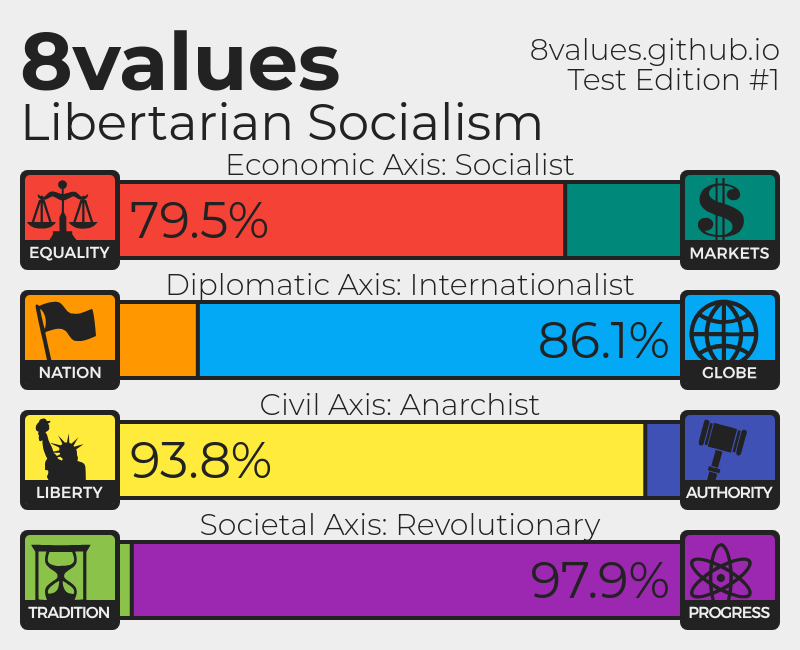 8values
8values.github.io
Test Edition #1
Libertarian Socialism
Economic Axis: Socialist
79.5%
EQUALITY
MARKETS
Diplomatic Axis: Internationalist
86.1%
NATION
GLOBE
Civil Axis: Anarchist
93.8%
LIBERTY
AUTHORITY
Societal Axis: Revolutionary
97.9%
TRADITION
PROGRESS